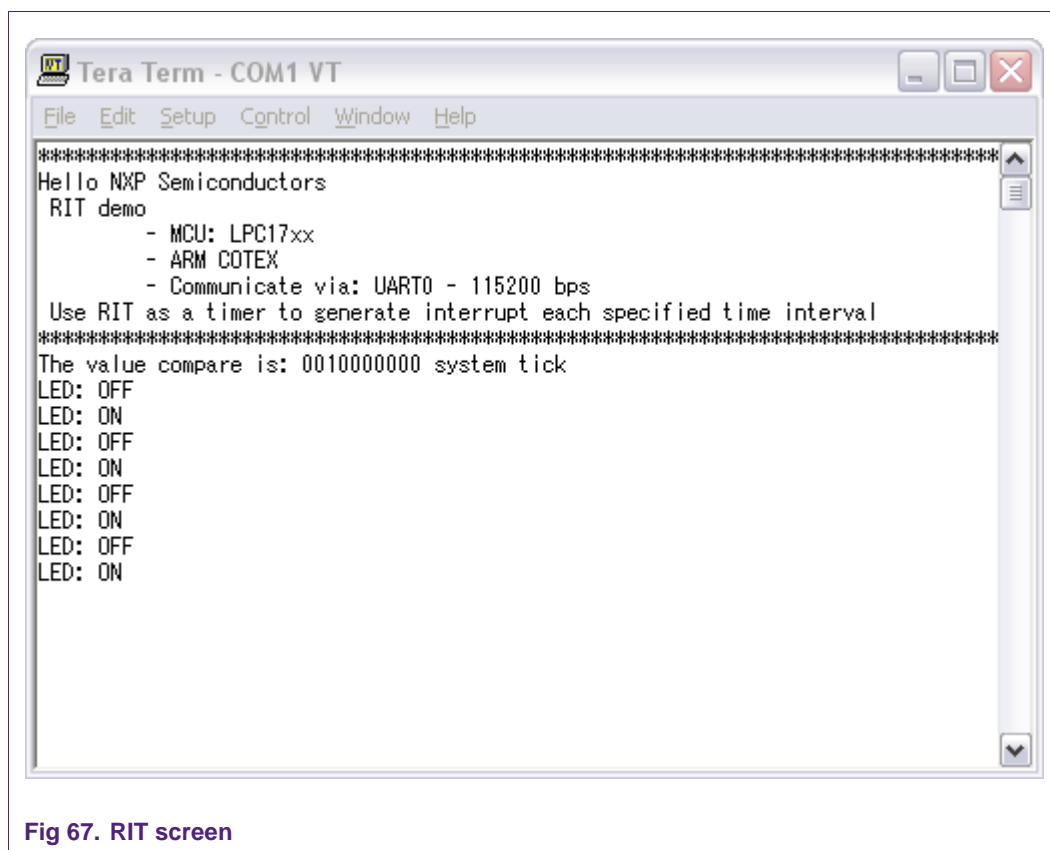 Tera Term - COM1 VT
File Edit Setup Control Window Help
********************************************************************************
Hello NXP Semiconductors
RIT demo
- MCU: LPC17xx
- ARM COTEX
- Communicate via: UART0 - 115200 bps
Use RIT as a timer to generate interrupt each specified time interval
********************************************************************************
The value compare is: 0010000000 system tick
LED: OFF
LED: ON
LED: OFF
LED: ON
LED: OFF
LED: ON
LED: OFF
LED: ON
Fig 67. RIT screen